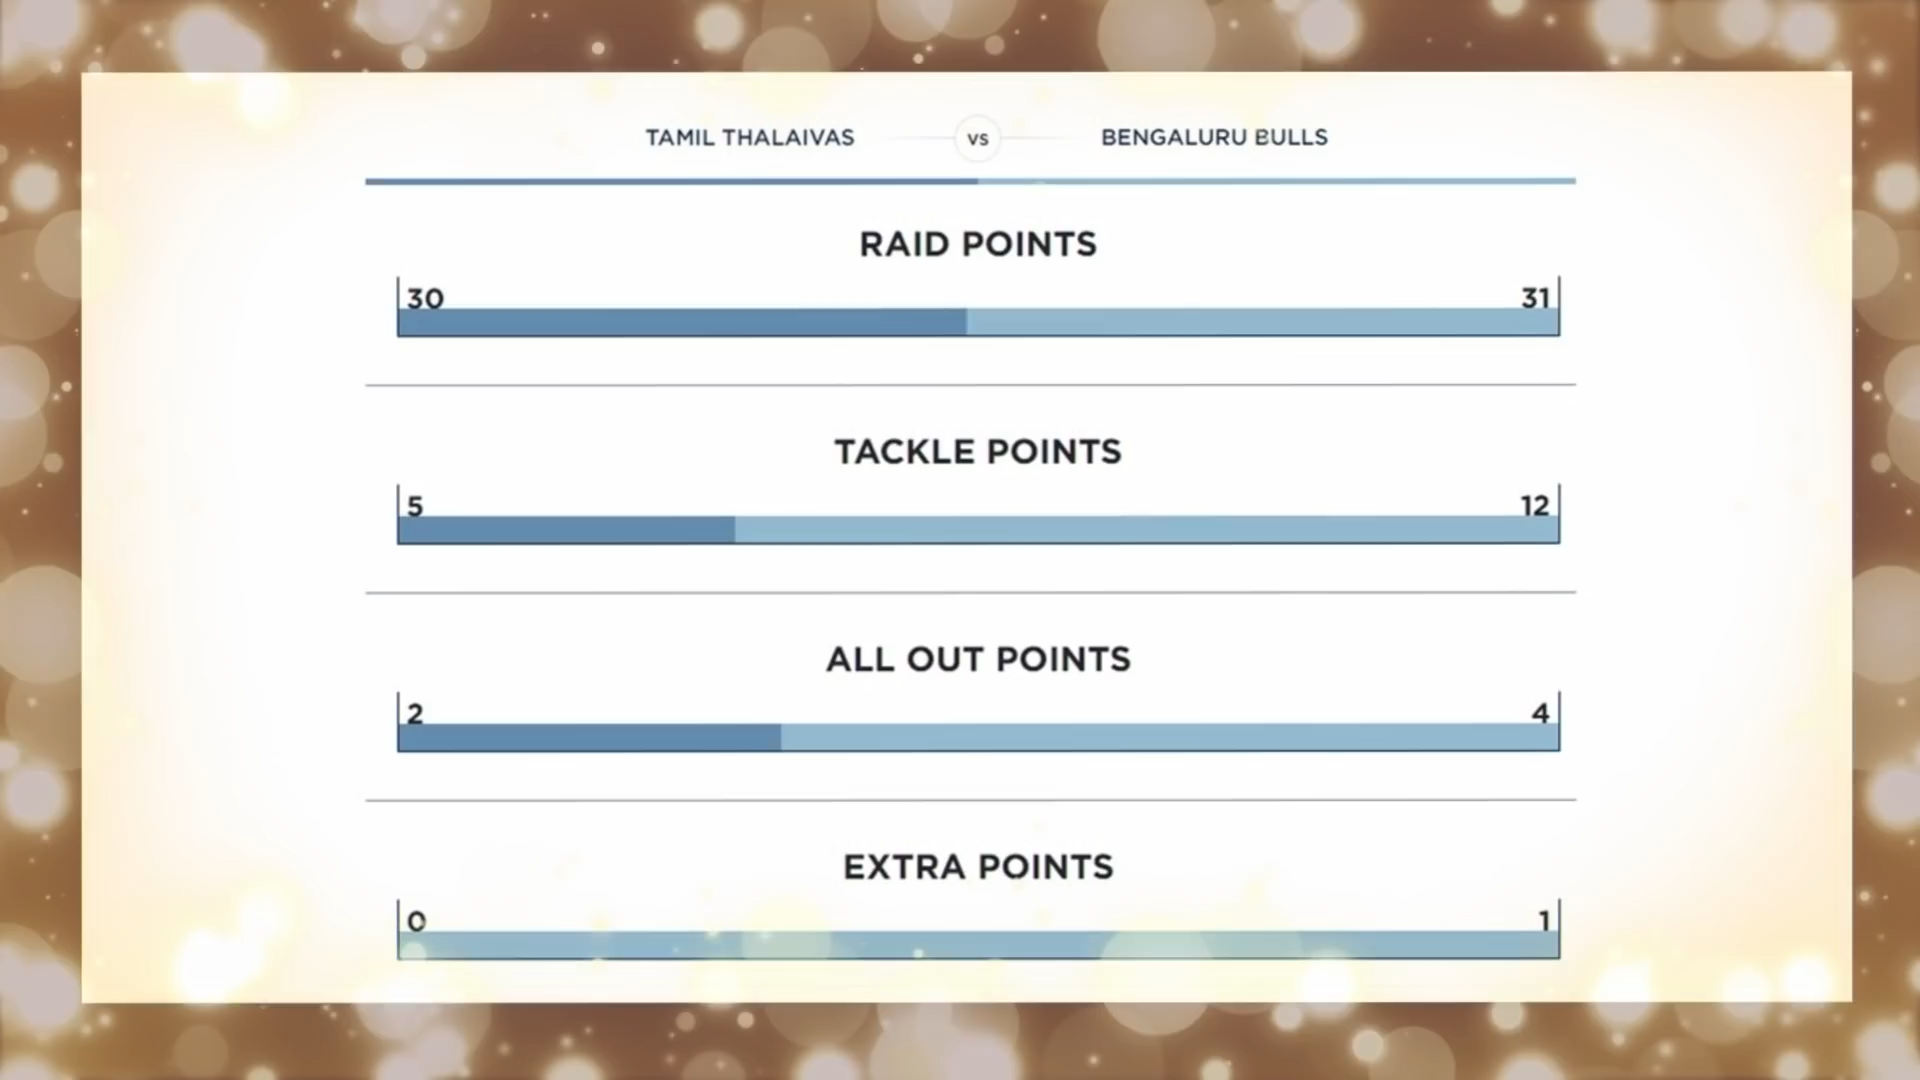 TAMIL THALAIVAS vs BENGALURU BULLS
RAID POINTS
30 31
TACKLE POINTS
5 12
ALL OUT POINTS
2 4
EXTRA POINTS
0 1